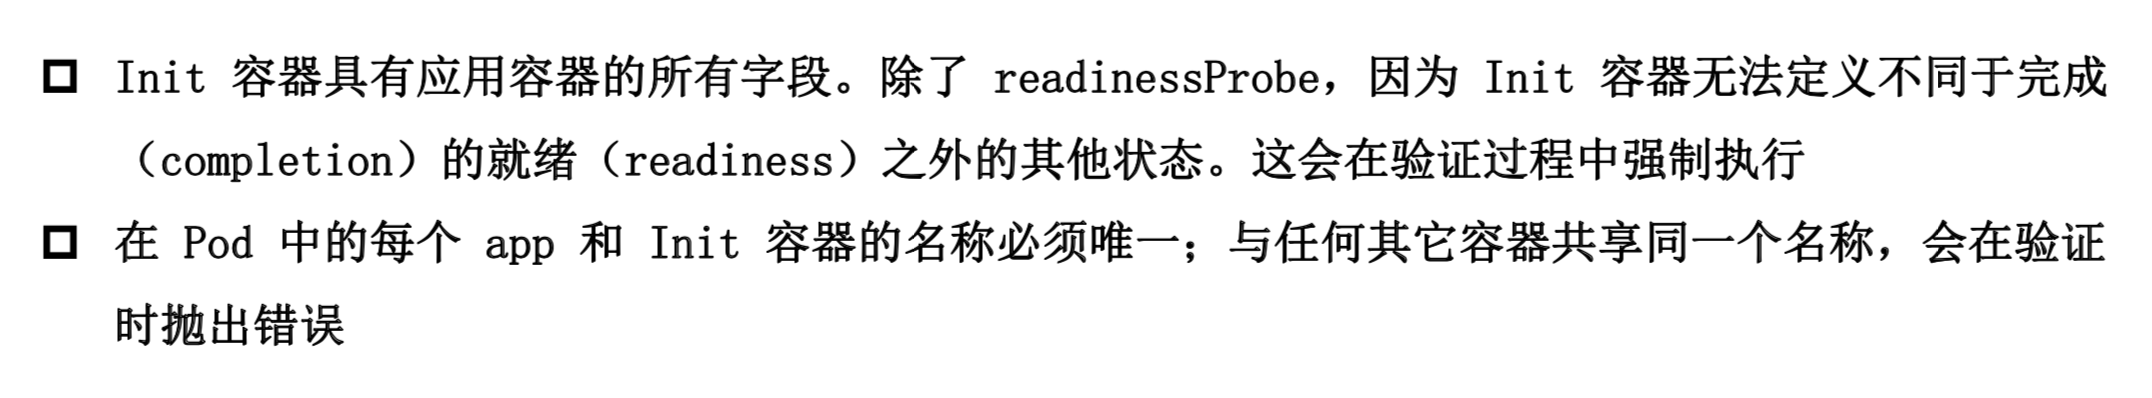 Init 容器具有应用容器的所有字段。除了 readinessProbe，因为 Init 容器无法定义不同于完成
（completion）的就绪（readiness）之外的其他状态。这会在验证过程中强制执行
在 Pod 中的每个 app 和 Init 容器的名称必须唯一；与任何其它容器共享同一个名称，会在验证
时抛出错误